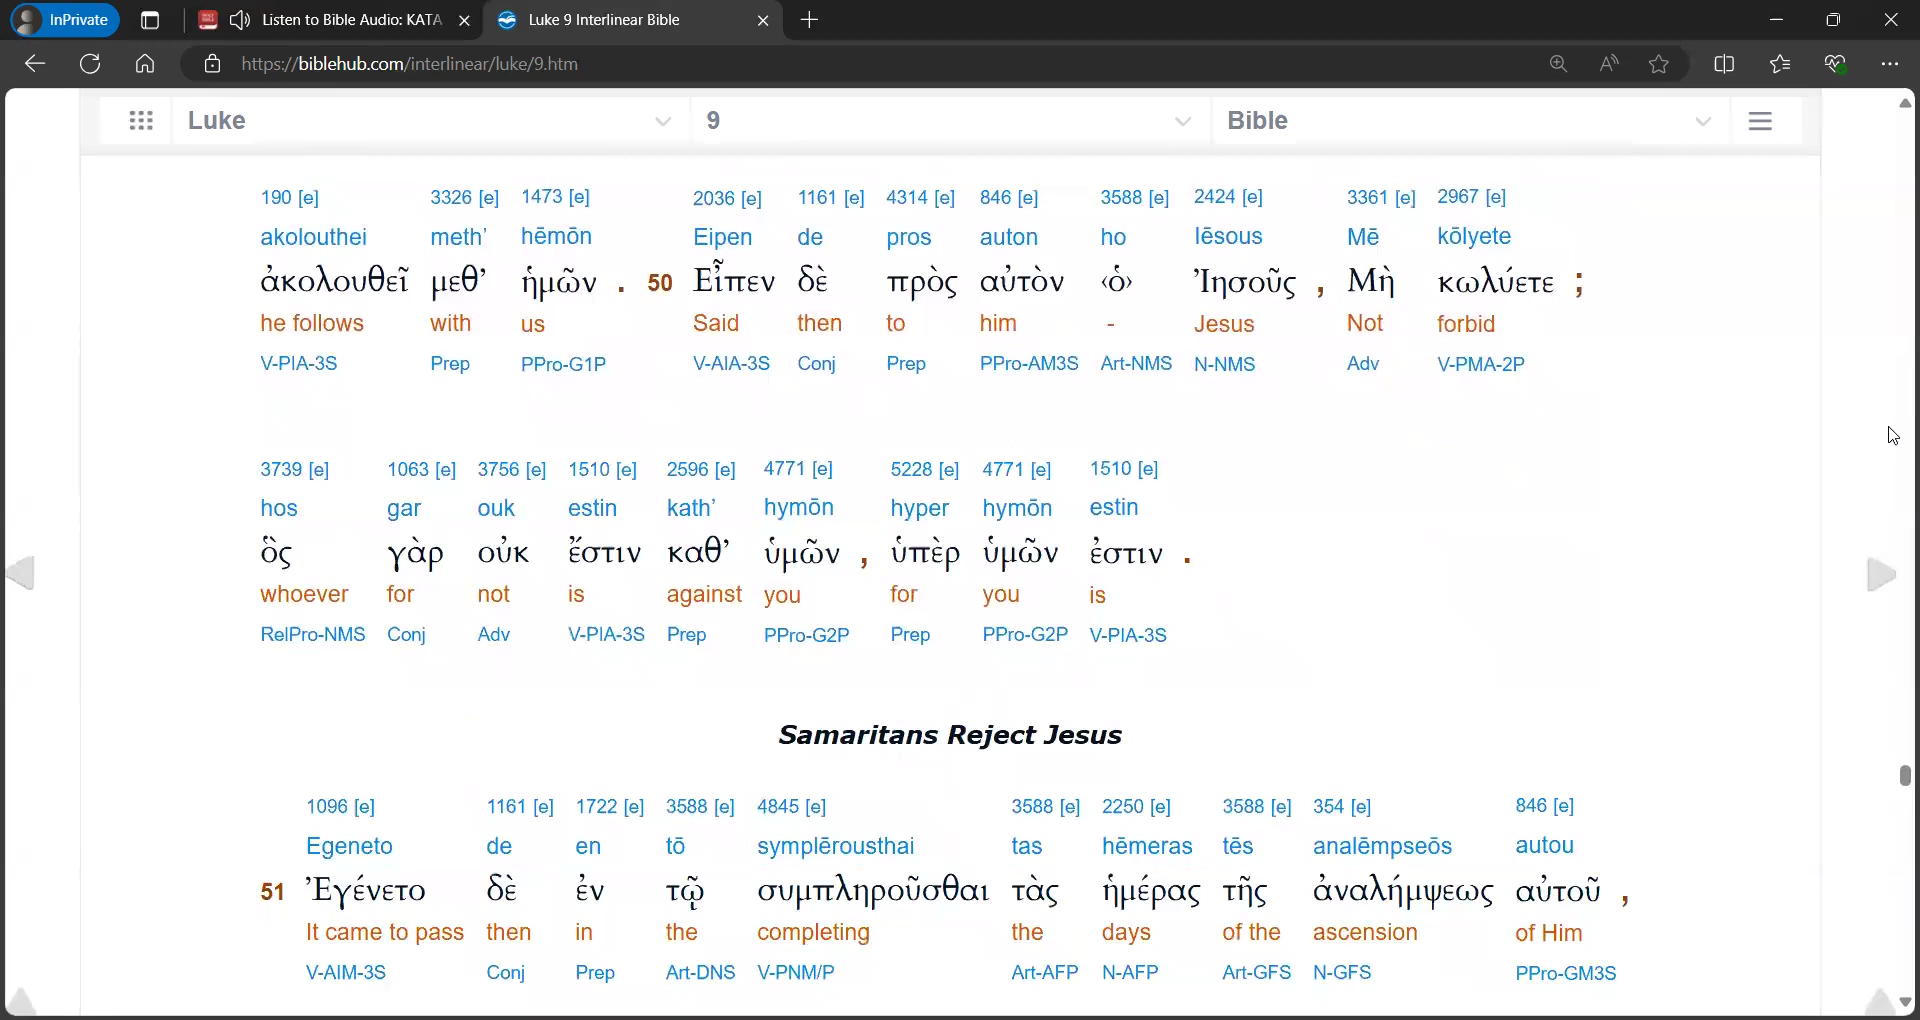 InPrivate
Listen to Bible Audio: KATA
Luke 9 Interlinear Bible
https://biblehub.com/interlinear/luke/9.htm
Luke 9 Bible
190 [e] 3326 [e] 1473 [e] 2036 [e] 1161 [e] 4314 [e] 846 [e] 3588 [e] 2424 [e] 3361 [e] 2967 [e]
akolouthei meth’ hēmōn Eipen de pros auton ho Iēsous Mē kōlyete
ἀκολουθεῖ μεθ’ ἡμῶν . 50 Εἶπεν δὲ πρὸς αὐτὸν ‹ὁ› Ἰησοῦς , Μὴ κωλύετε ;
he follows with us Said then to him - Jesus Not forbid
V-PIA-3S Prep PPro-G1P V-AIA-3S Conj Prep PPro-AM3S Art-NMS N-NMS Adv V-PMA-2P
3739 [e] 1063 [e] 3756 [e] 1510 [e] 2596 [e] 4771 [e] 5228 [e] 4771 [e] 1510 [e]
hos gar ouk estin kath’ hymōn hyper hymōn estin
ὃς γὰρ οὐκ ἔστιν καθ’ ὑμῶν , ὑπὲρ ὑμῶν ἐστιν .
whoever for not is against you for you is
RelPro-NMS Conj Adv V-PIA-3S Prep PPro-G2P Prep PPro-G2P V-PIA-3S
Samaritans Reject Jesus
1096 [e] 1161 [e] 1722 [e] 3588 [e] 4845 [e] 3588 [e] 2250 [e] 3588 [e] 354 [e] 846 [e]
Egeneto de en tō symplērousthai tas hēmeras tēs analēmpseōs autou
51 Ἐγένετο δὲ ἐν τῷ συμπληροῦσθαι τὰς ἡμέρας τῆς ἀναλήμψεως αὐτοῦ ,
It came to pass then in the completing the days of the ascension of Him
V-AIM-3S Conj Prep Art-DNS V-PNM/P Art-AFP N-AFP Art-GFS N-GFS PPro-GM3S